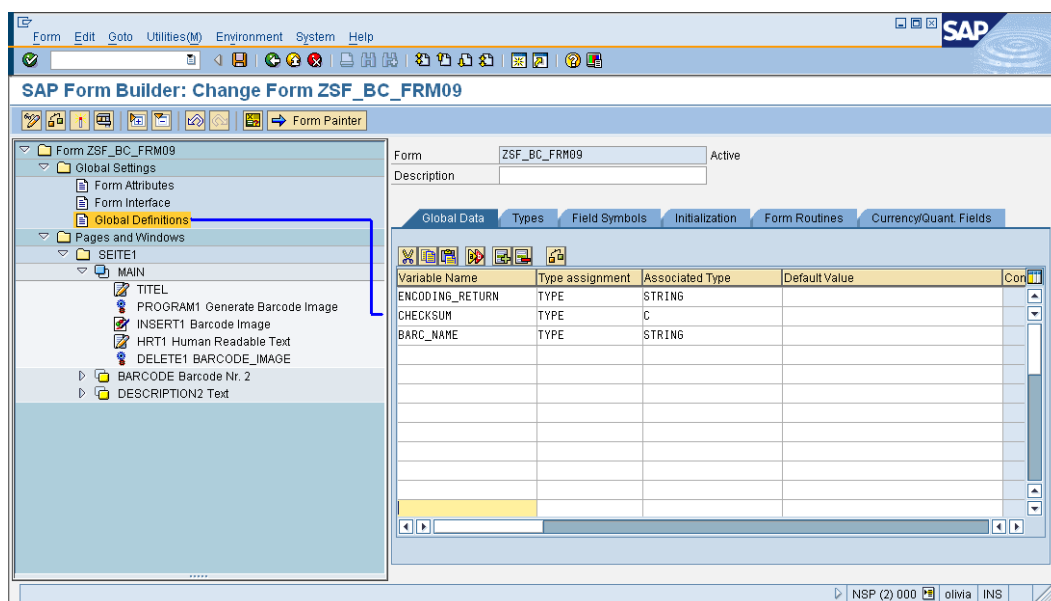 SAP
Form Edit Goto Utilities(M) Environment System Help
SAP Form Builder: Change Form ZSF_BC_FRM09
Form Painter
Form ZSF_BC_FRM09
Global Settings
Form Attributes
Form Interface
Global Definitions
Pages and Windows
SEITE1
MAIN
TITEL
PROGRAM1 Generate Barcode Image
INSERT1 Barcode Image
HRT1 Human Readable Text
DELETE1 BARCODE_IMAGE
BARCODE Barcode Nr. 2
DESCRIPTION2 Text
Form ZSF_BC_FRM09 Active
Description
Global Data Types Field Symbols Initialization Form Routines Currency/Quant. Fields
Variable Name Type assignment Associated Type Default Value Con
ENCODING_RETURN TYPE STRING
CHECKSUM TYPE C
BARC_NAME TYPE STRING
NSP (2) 000 olivia INS